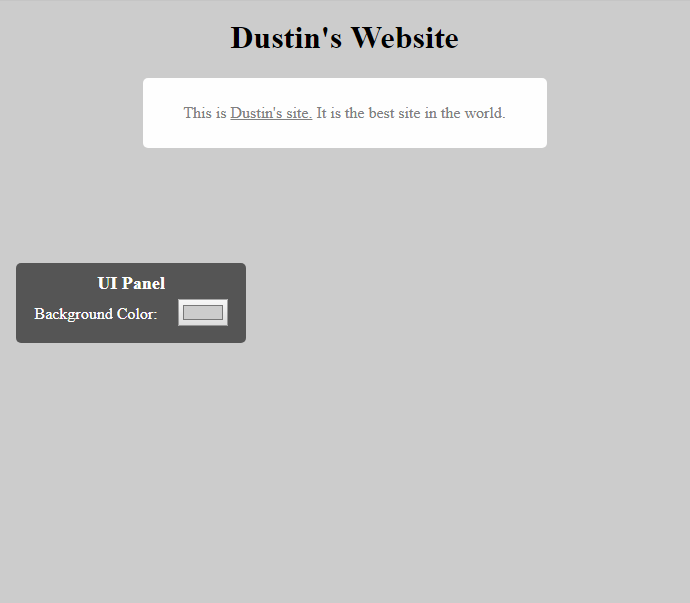 Dustin's Website
This is Dustin's site. It is the best site in the world.
UI Panel
Background Color: